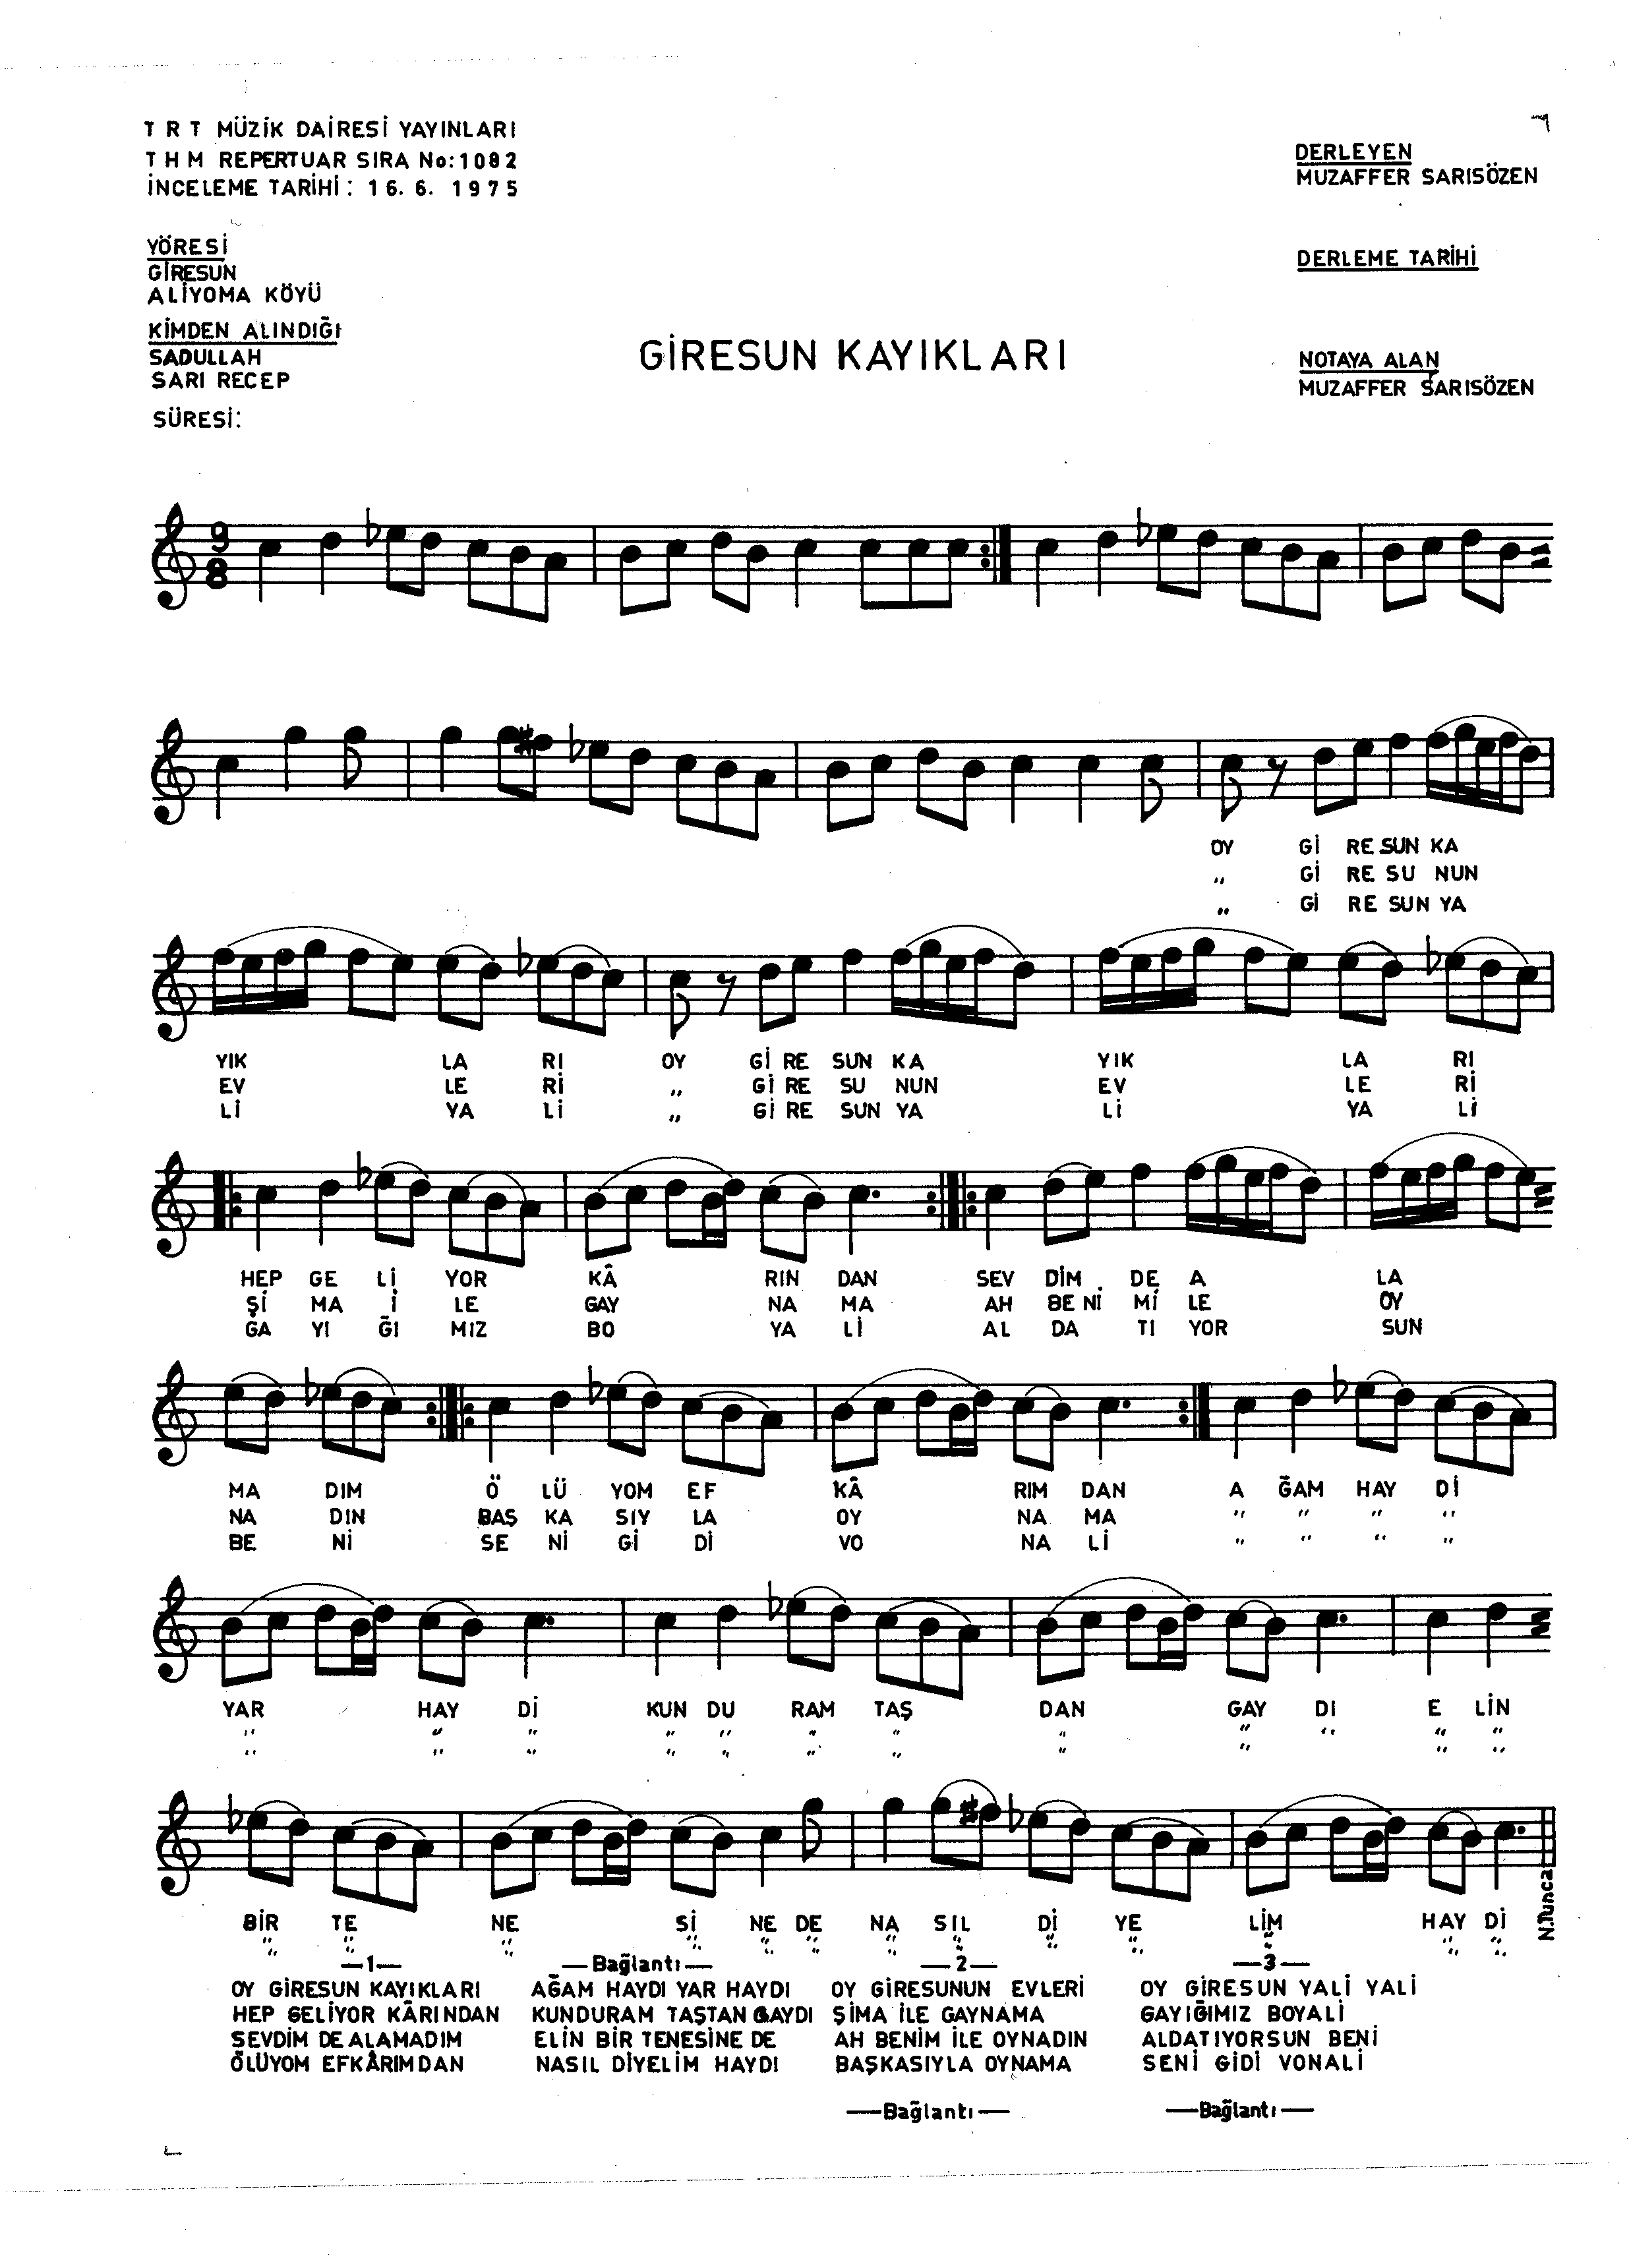 TRT MÜZİK DAİRESİ YAYINLARI
THM REPERTUAR SIRA No:1082
İNCELEME TARİHİ: 16.6.1975
DERLEYEN
MUZAFFER SARISÖZEN
YÖRESİ
GİRESUN
ALİYOMA KÖYÜ
DERLEME TARİHİ
KİMDEN ALINDIĞI
SADULLAH
SARI RECEP
GİRESUN KAYIKLARI
NOTAYA ALAN
MUZAFFER SARISÖZEN
SÜRESİ:
9
8
OY Gİ RE SUN KA
" Gİ RE SU NUN
" Gİ RE SUN YA
YIK LA RI OY Gİ RE SUN KA YIK LA RI
EV LE Rİ " Gİ RE SU NUN EV LE Rİ
Lİ YA Lİ " Gİ RE SUN YA Lİ YA Lİ
HEP GE Lİ YOR KÂ RIN DAN SEV DİM DE A LA
Şİ MA İ LE GAY NA MA AH BE Nİ Mİ LE OY
GA YI ĞI MIZ BO YA Lİ AL DA TI YOR SUN
MA DIM Ö LÜ YOM EF KÂ RIM DAN A ĞAM HAY Dİ
NA DIN BAŞ KA SIY LA OY NA MA " " " "
BE Nİ SE Nİ Gİ Dİ VO NA Lİ " " " "
YAR HAY Dİ KUN DU RAM TAŞ DAN GAY DI E LİN
" " " " " " " " " " " "
" " " " " " " " " " "
BİR TE NE Sİ NE DE NA SIL Dİ YE LİM HAY Dİ
" " " " " " " " " " " " "
" " " " " " " " " " " " "
N.Tunca
—1—
OY GİRESUN KAYIKLARI
HEP GELİYOR KÂRINDAN
SEVDİM DE ALAMADIM
ÖLÜYOM EFKÂRIMDAN
—Bağlantı—
AĞAM HAYDI YAR HAYDI
KUNDURAM TAŞTAN GAYDI
ELİN BİR TENESİNE DE
NASIL DİYELİM HAYDI
—2—
OY GİRESUNUN EVLERİ
ŞİMA İLE GAYNAMA
AH BENİM İLE OYNADIN
BAŞKASIYLA OYNAMA
—Bağlantı—
—3—
OY GİRESUN YALİ YALİ
GAYIĞIMIZ BOYALİ
ALDATIYORSUN BENİ
SENİ GİDİ VONALİ
—Bağlantı—